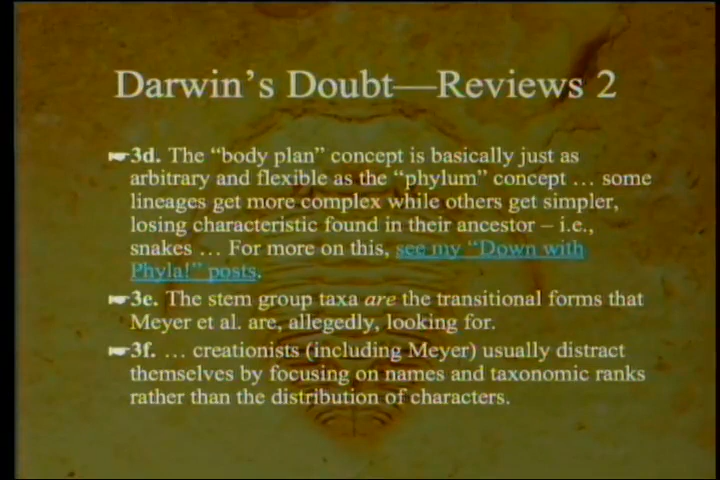 Darwin's Doubt—Reviews 2
☛3d. The “body plan” concept is basically just as
arbitrary and flexible as the “phylum” concept … some
lineages get more complex while others get simpler,
losing characteristic found in their ancestor – i.e.,
snakes … For more on this, see my “Down with
Phyla!” posts.
☛3e. The stem group taxa are the transitional forms that
Meyer et al. are, allegedly, looking for.
☛3f. … creationists (including Meyer) usually distract
themselves by focusing on names and taxonomic ranks
rather than the distribution of characters.